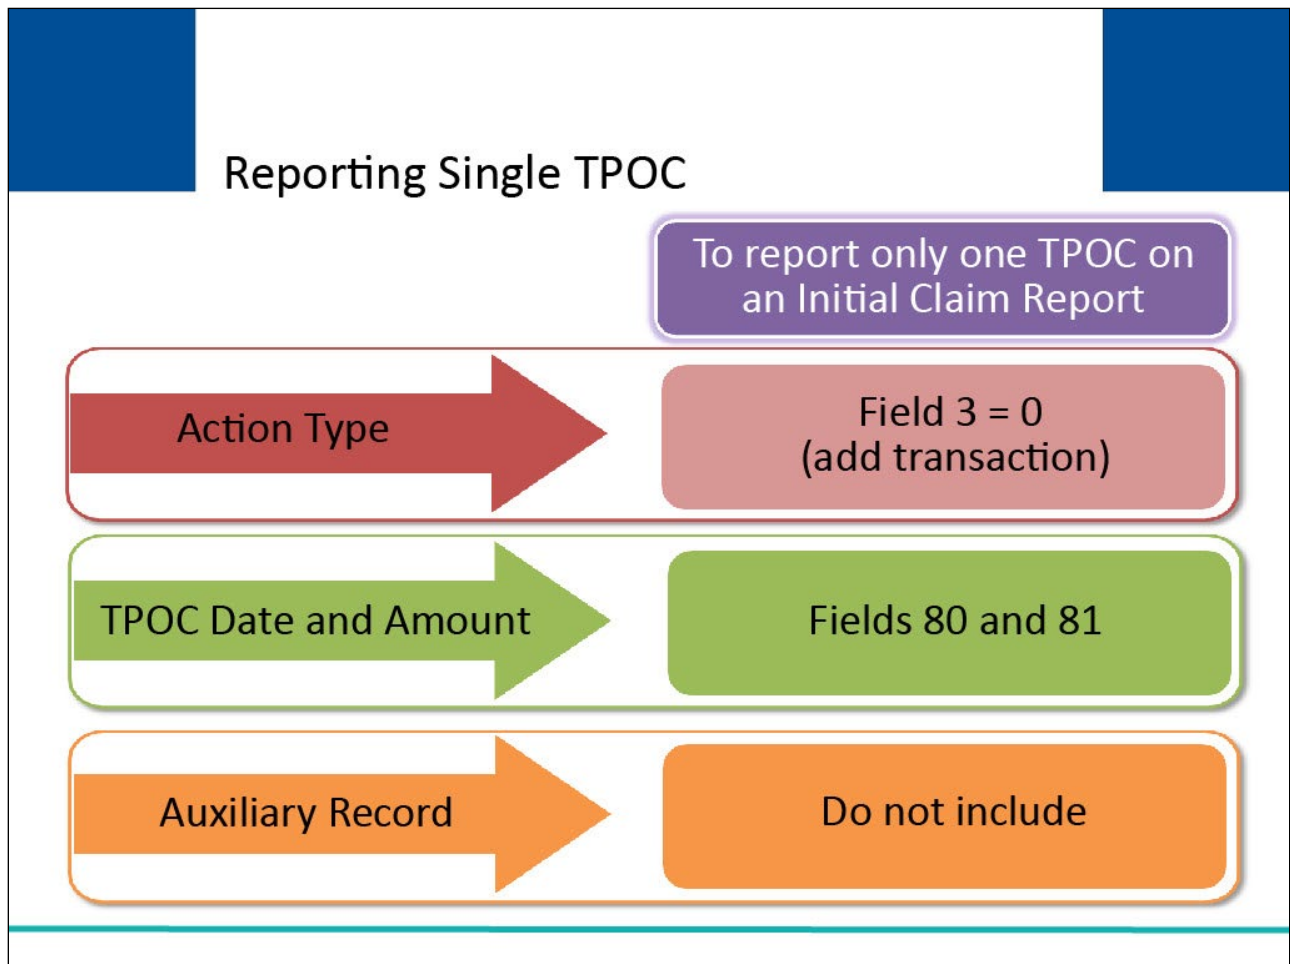 Reporting Single TPOC
To report only one TPOC on
an Initial Claim Report
Action Type
Field 3 = 0
(add transaction)
TPOC Date and Amount
Fields 80 and 81
Auxiliary Record
Do not include